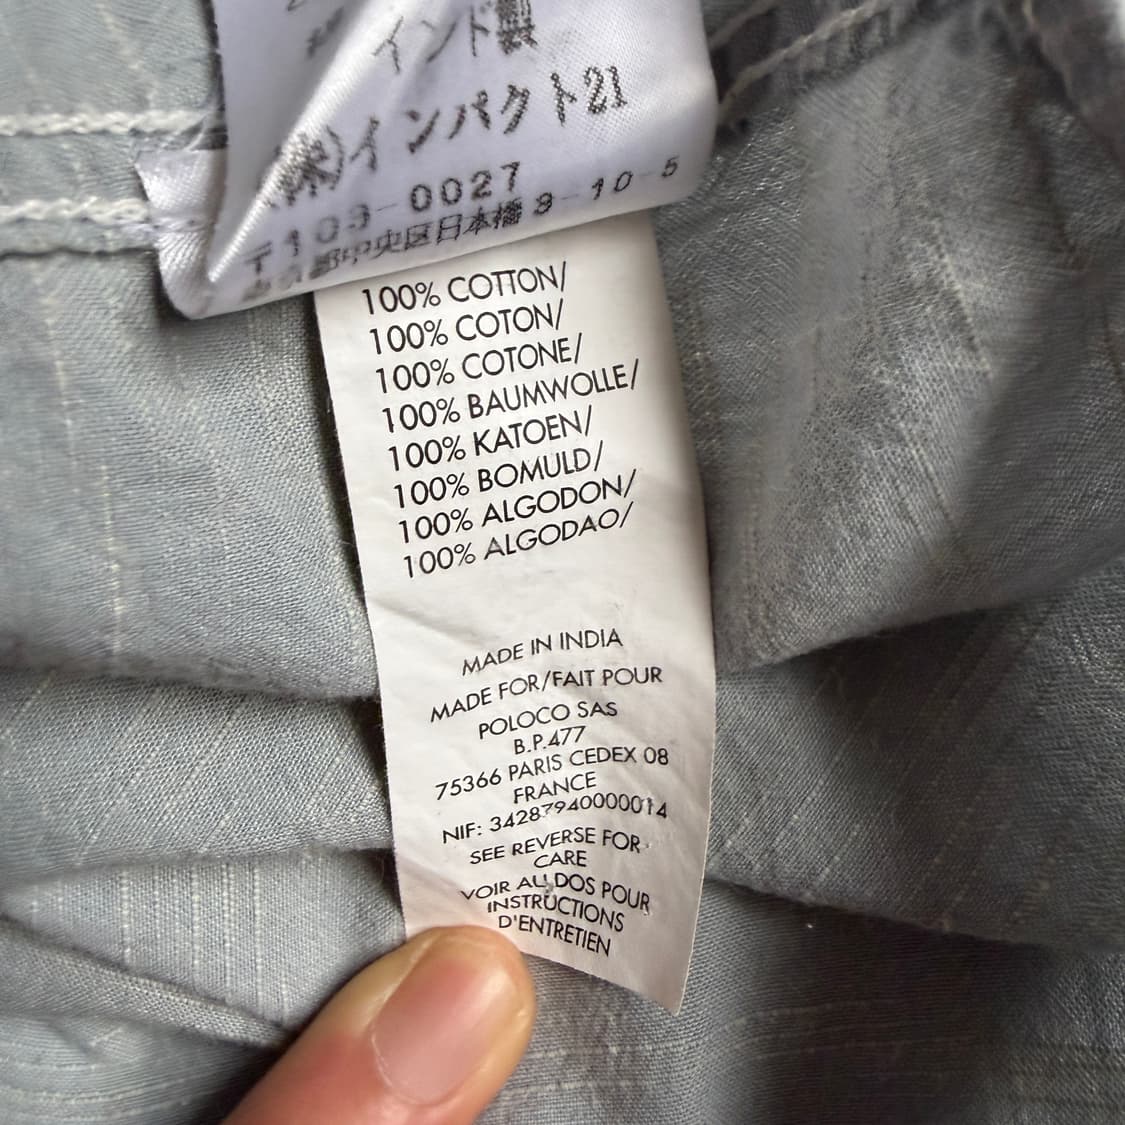 インド製
(株)インパクト21
〒103-0027
都中央区日本橋3-10-5
100% COTTON/
100% COTON/
100% COTONE/
100% BAUMWOLLE/
100% KATOEN/
100% BOMULD/
100% ALGODON/
100% ALGODAO/
MADE IN INDIA
MADE FOR/FAIT POUR
POLOCO SAS
B.P.477
75366 PARIS CEDEX 08
FRANCE
NIF: 34287940000014
SEE REVERSE FOR
CARE
VOIR AU DOS POUR
INSTRUCTIONS
D'ENTRETIEN